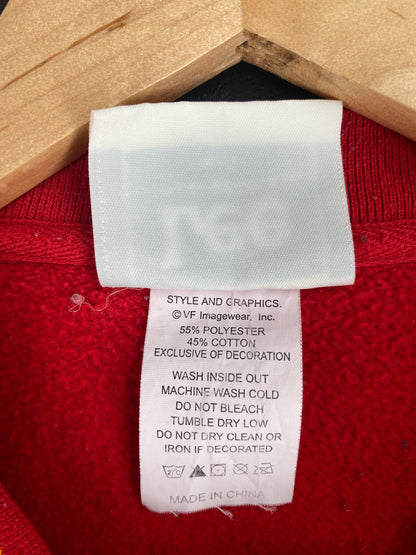 STYLE AND GRAPHICS.
© VF Imagewear, Inc.
55% POLYESTER
45% COTTON
EXCLUSIVE OF DECORATION
WASH INSIDE OUT
MACHINE WASH COLD
DO NOT BLEACH
TUMBLE DRY LOW
DO NOT DRY CLEAN OR
IRON IF DECORATED
MADE IN CHINA